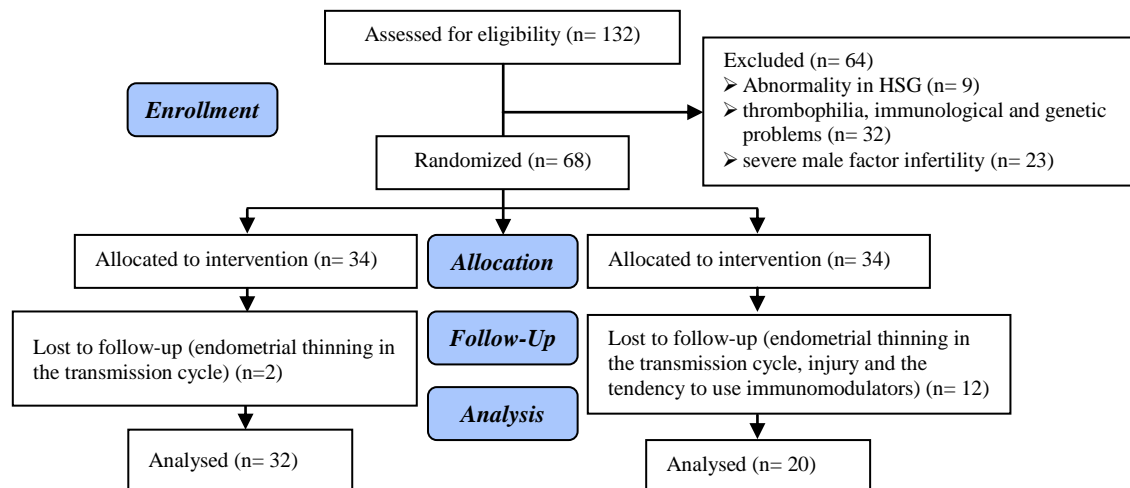 Assessed for eligibility (n= 132)
Excluded (n= 64)
➢ Abnormality in HSG (n= 9)
➢ thrombophilia, immunological and genetic
problems (n= 32)
➢ severe male factor infertility (n= 23)
Enrollment
Randomized (n= 68)
Allocated to intervention (n= 34)
Allocation
Allocated to intervention (n= 34)
Lost to follow-up (endometrial thinning in
the transmission cycle) (n=2)
Follow-Up
Lost to follow-up (endometrial thinning in
the transmission cycle, injury and the
tendency to use immunomodulators) (n= 12)
Analysis
Analysed (n= 32)
Analysed (n= 20)